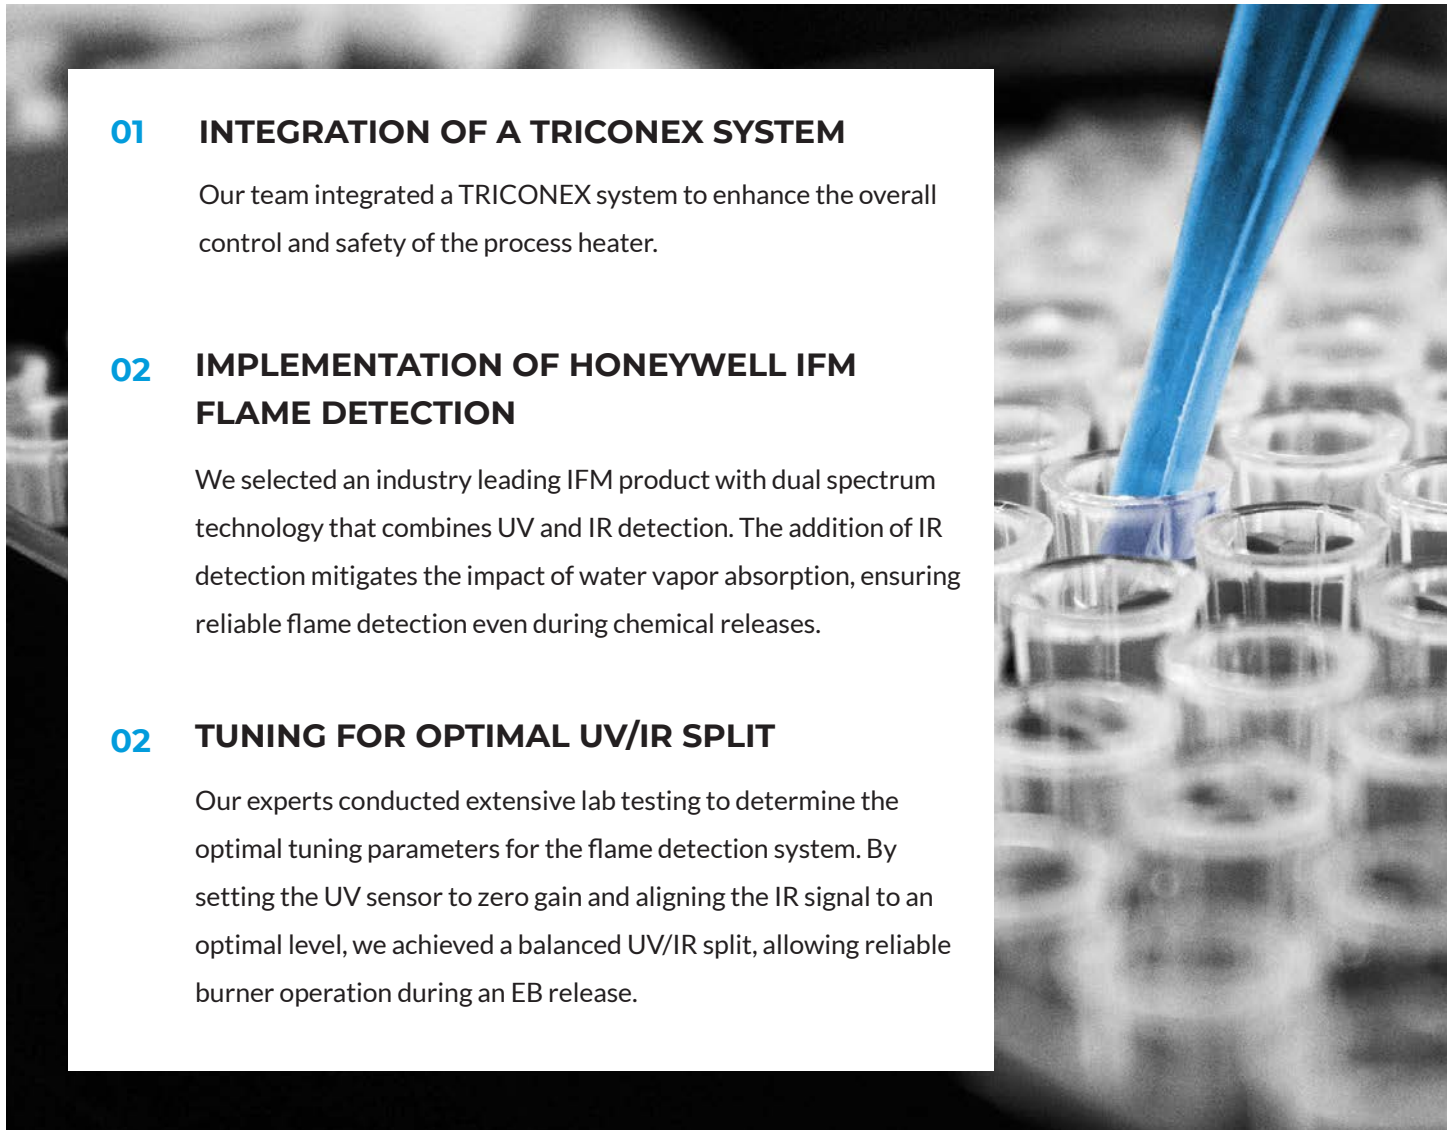 01 INTEGRATION OF A TRICONEX SYSTEM
Our team integrated a TRICONEX system to enhance the overall
control and safety of the process heater.
02 IMPLEMENTATION OF HONEYWELL IFM
FLAME DETECTION
We selected an industry leading IFM product with dual spectrum
technology that combines UV and IR detection. The addition of IR
detection mitigates the impact of water vapor absorption, ensuring
reliable flame detection even during chemical releases.
02 TUNING FOR OPTIMAL UV/IR SPLIT
Our experts conducted extensive lab testing to determine the
optimal tuning parameters for the flame detection system. By
setting the UV sensor to zero gain and aligning the IR signal to an
optimal level, we achieved a balanced UV/IR split, allowing reliable
burner operation during an EB release.